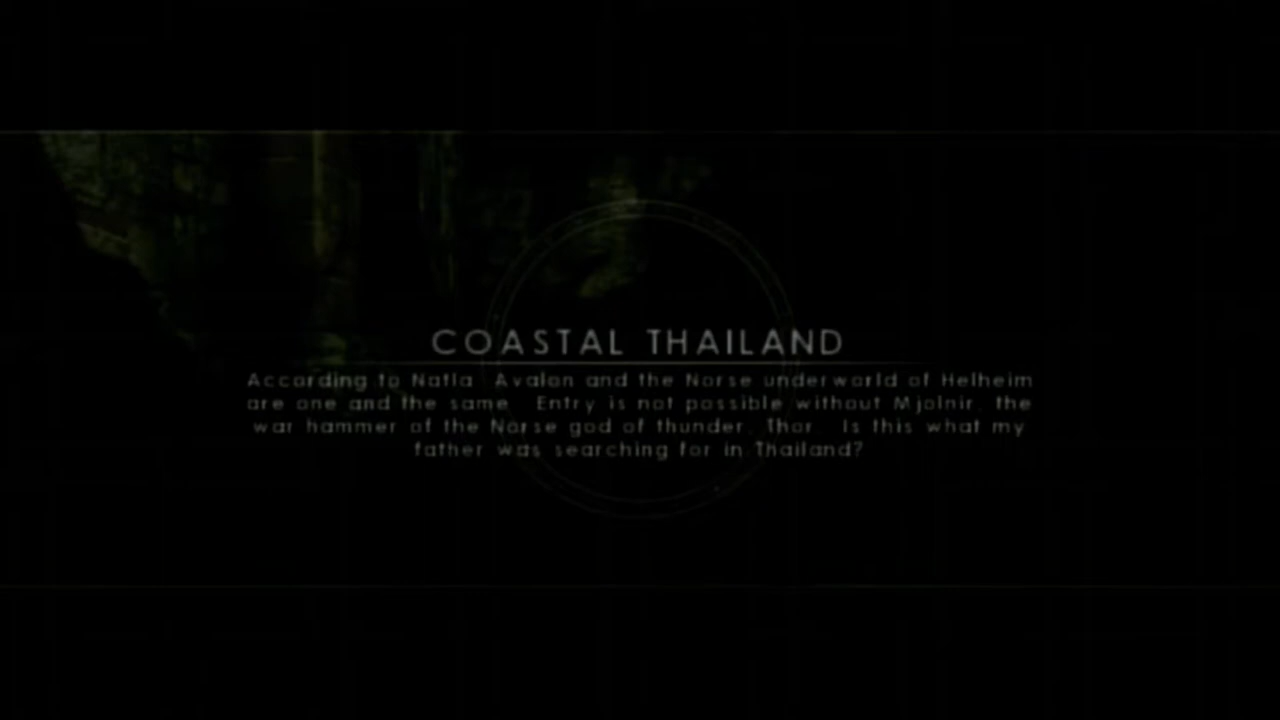 COASTAL THAILAND
According to Natla, Avalon and the Norse underworld of Helheim
are one and the same. Entry is not possible without Mjolnir, the
war hammer of the Norse god of thunder, Thor. Is this what my
father was searching for in Thailand?